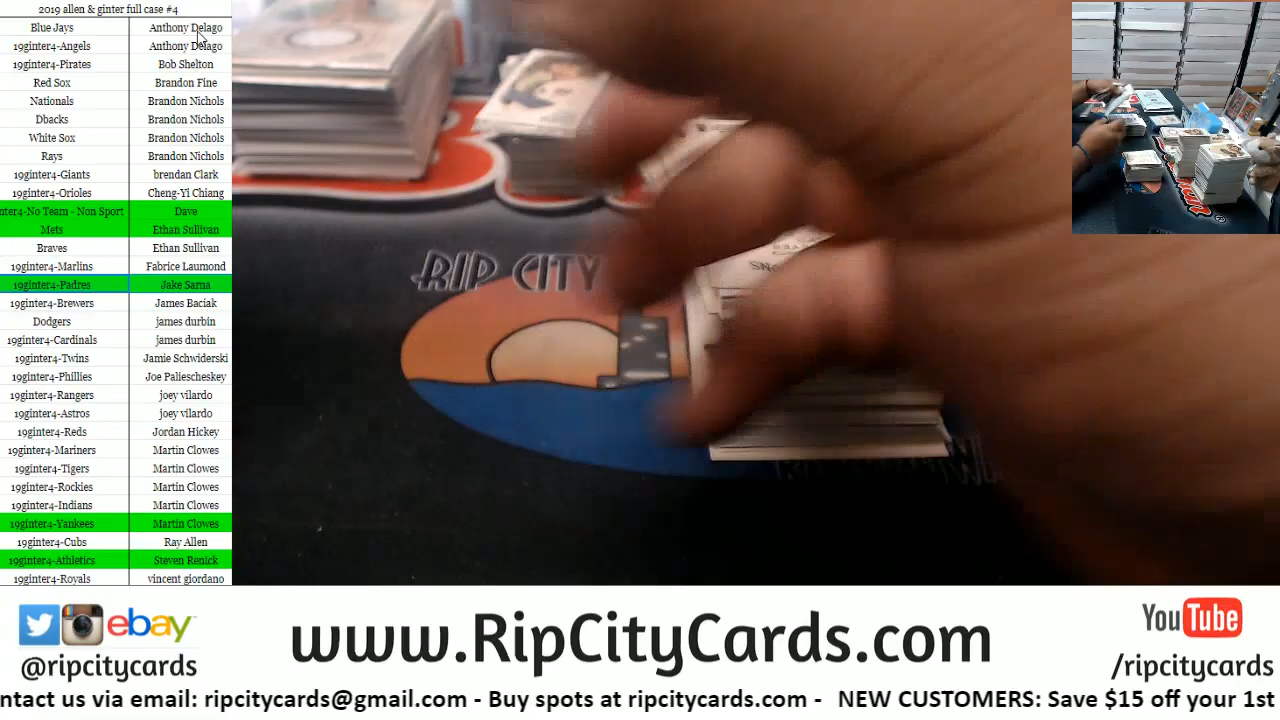 2019 allen & ginter full case #4
Blue Jays Anthony Delago
19ginter4-Angels Anthony Delago
19ginter4-Pirates Bob Shelton
Red Sox Brandon Fine
Nationals Brandon Nichols
Dbacks Brandon Nichols
White Sox Brandon Nichols
Rays Brandon Nichols
19ginter4-Giants brendan Clark
19ginter4-Orioles Cheng-Yi Chiang
nter4-No Team - Non Sport Dave
Mets Ethan Sullivan
Braves Ethan Sullivan
19ginter4-Marlins Fabrice Laumond
19ginter4-Padres Jake Sarna
19ginter4-Brewers James Baciak
Dodgers james durbin
19ginter4-Cardinals james durbin
19ginter4-Twins Jamie Schwiderski
19ginter4-Phillies Joe Paliescheskey
19ginter4-Rangers joey vilardo
19ginter4-Astros joey vilardo
19ginter4-Reds Jordan Hickey
19ginter4-Mariners Martin Clowes
19ginter4-Tigers Martin Clowes
19ginter4-Rockies Martin Clowes
19ginter4-Indians Martin Clowes
19ginter4-Yankees Martin Clowes
19ginter4-Cubs Ray Allen
19ginter4-Athletics Steven Renick
19ginter4-Royals vincent giordano
RIP CITY
ebay
@ripcitycards
www.RipCityCards.com
YouTube
/ripcitycards
ntact us via email: ripcitycards@gmail.com - Buy spots at ripcitycards.com - NEW CUSTOMERS: Save $15 off your 1st